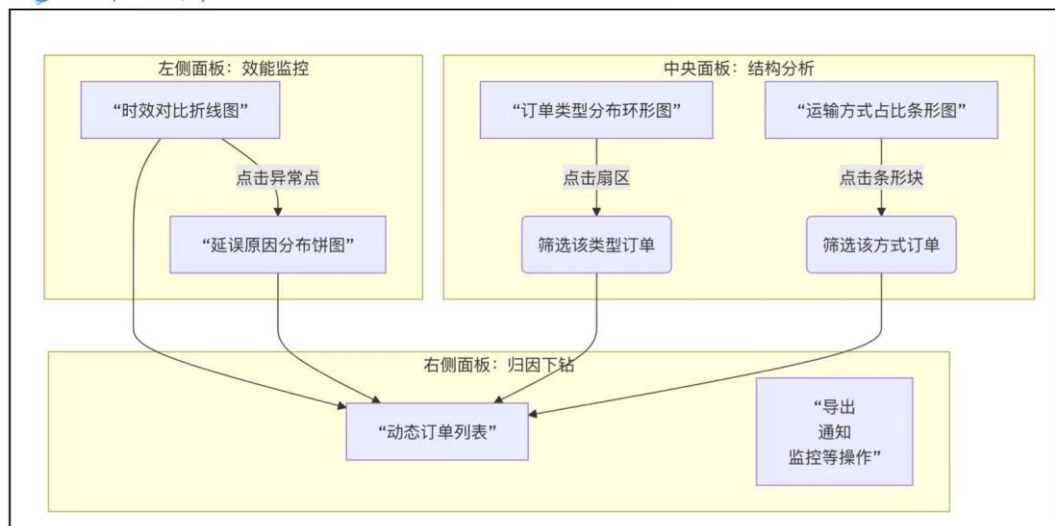 左侧面板：效能监控
“时效对比折线图”
点击异常点
“延误原因分布饼图”
中央面板：结构分析
“订单类型分布环形图”
“运输方式占比条形图”
点击扇区
点击条形块
筛选该类型订单
筛选该方式订单
右侧面板：归因下钻
“动态订单列表”
“导出
通知
监控等操作”